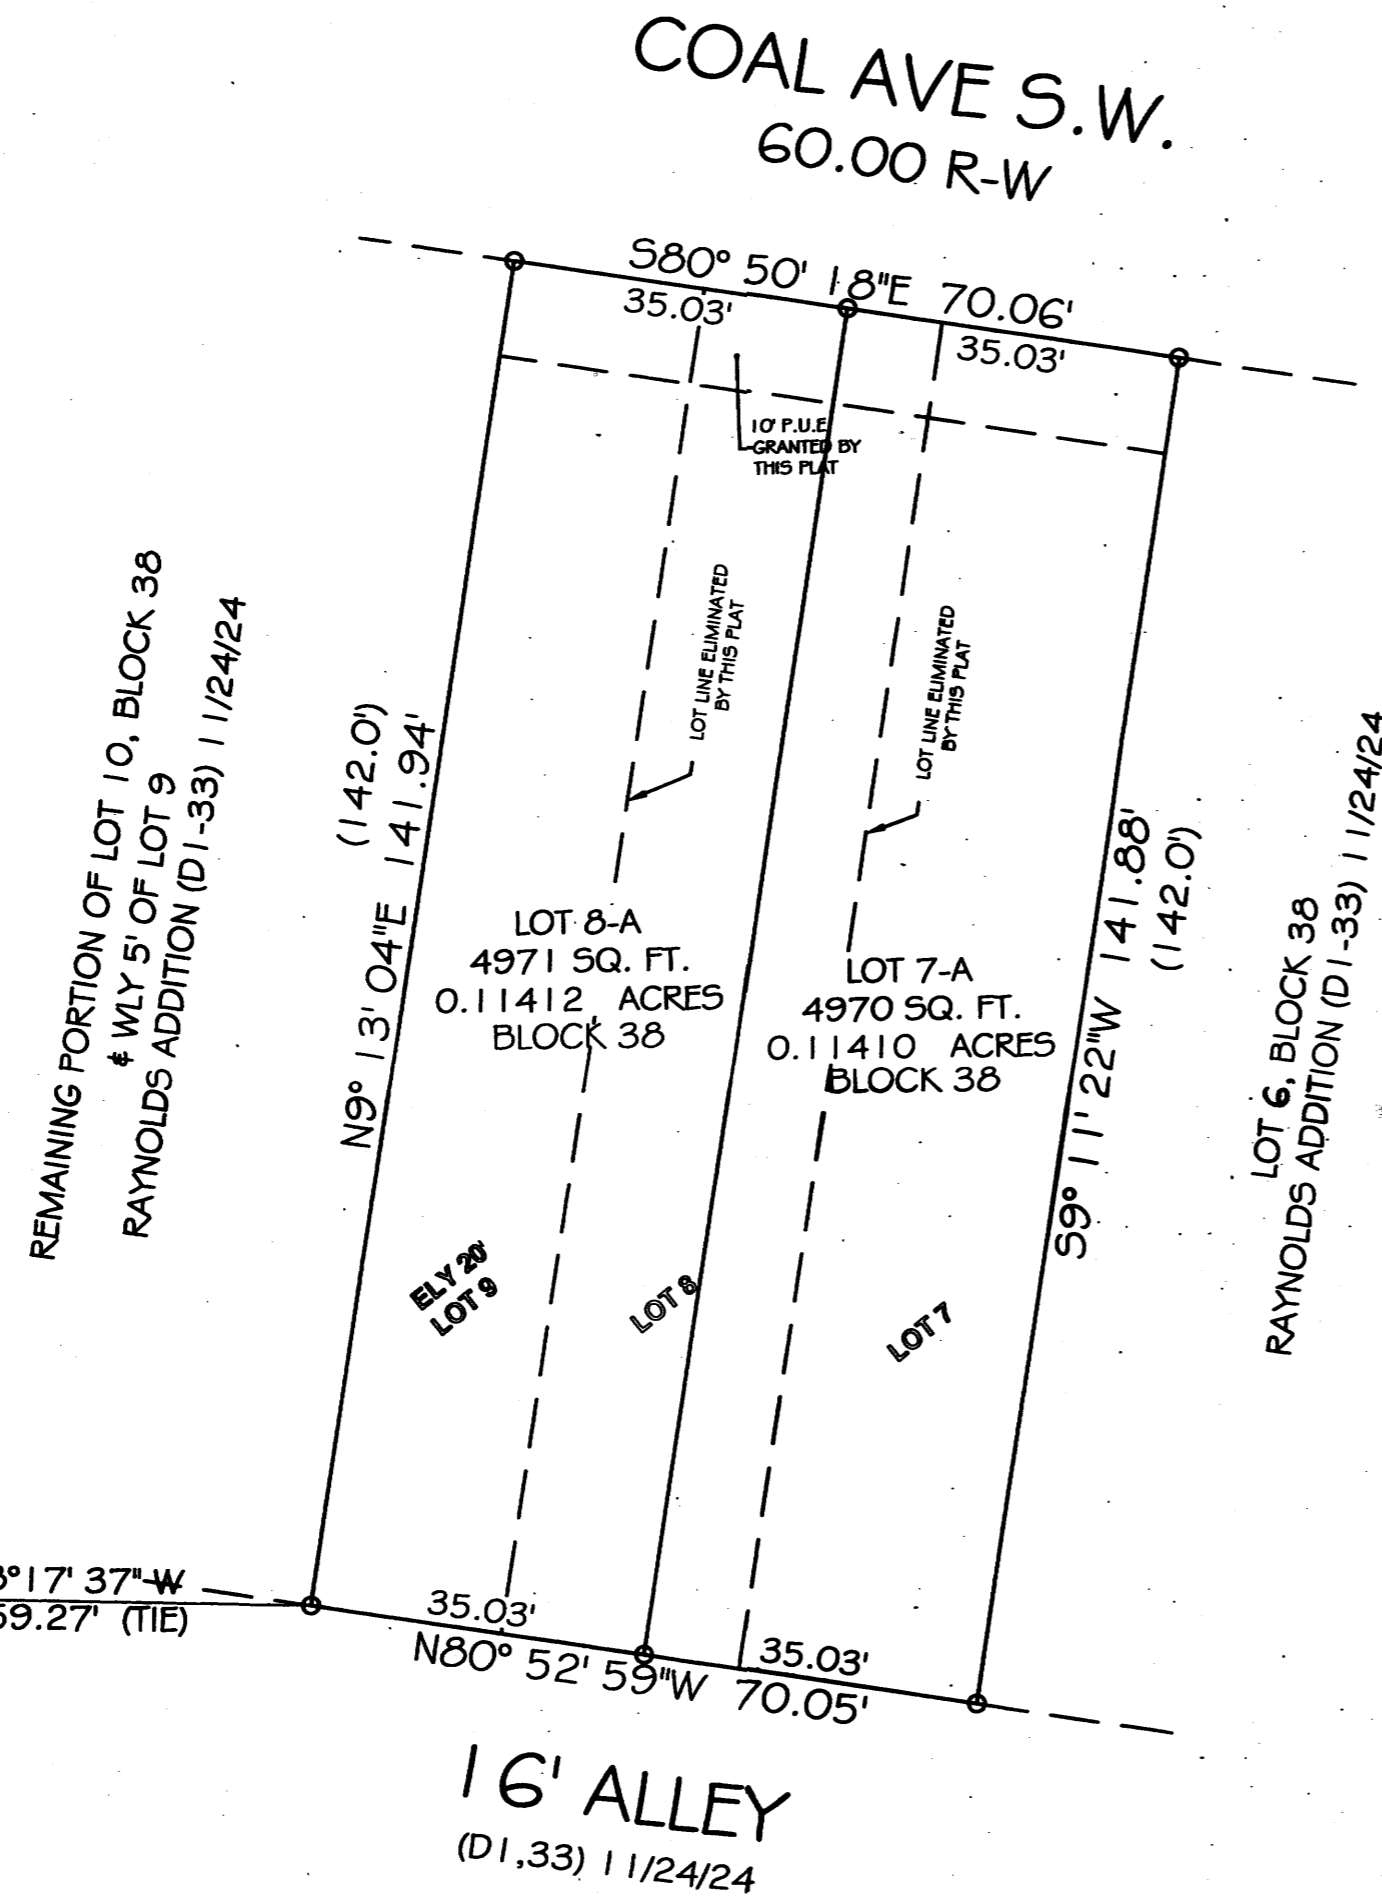 COAL AVE S.W.
60.00 R-W
S80° 50' 18"E 70.06'
35.03'
35.03'
10' P.U.E
GRANTED BY
THIS PLAT
LOT LINE ELIMINATED
BY THIS PLAT
LOT LINE ELIMINATED
BY THIS PLAT
REMAINING PORTION OF LOT 10, BLOCK 38
& WLY 5' OF LOT 9
RAYNOLDS ADDITION (D1-33) 11/24/24
(142.0')
N9° 13' 04"E 141.94'
LOT 8-A
4971 SQ. FT.
0.11412 ACRES
BLOCK 38
LOT 7-A
4970 SQ. FT.
0.11410 ACRES
BLOCK 38
S9° 11' 22"W 141.88'
(142.0')
LOT 6, BLOCK 38
RAYNOLDS ADDITION (D1-33) 11/24/24
ELY 20'
LOT 9
LOT 8
LOT 7
°17' 37" W
59.27' (TIE)
35.03'
35.03'
N80° 52' 59"W 70.05'
16' ALLEY
(D1,33) 11/24/24